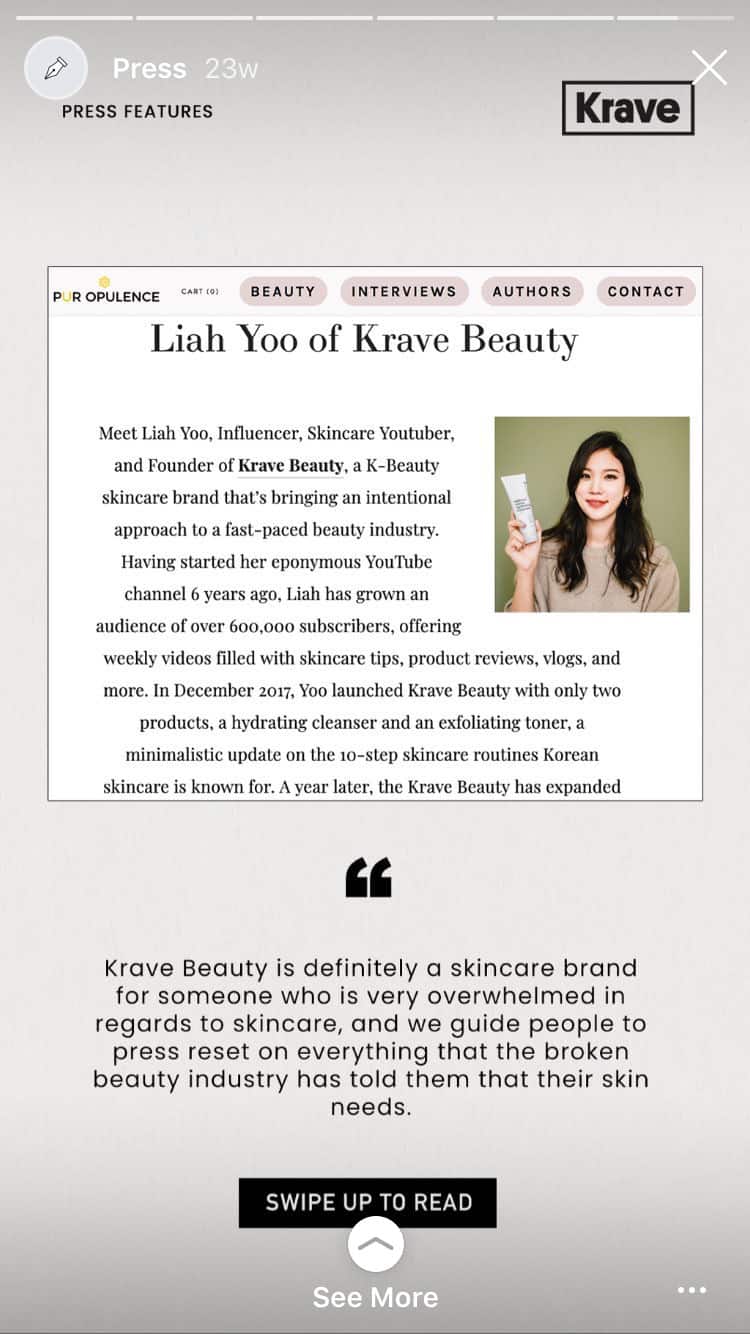 Press 23w
PRESS FEATURES
Krave
PUR OPULENCE
CART (0)
BEAUTY
INTERVIEWS
AUTHORS
CONTACT
Liah Yoo of Krave Beauty
Meet Liah Yoo, Influencer, Skincare Youtuber,
and Founder of Krave Beauty, a K-Beauty
skincare brand that's bringing an intentional
approach to a fast-paced beauty industry.
Having started her eponymous YouTube
channel 6 years ago, Liah has grown an
audience of over 600,000 subscribers, offering
weekly videos filled with skincare tips, product reviews, vlogs, and
more. In December 2017, Yoo launched Krave Beauty with only two
products, a hydrating cleanser and an exfoliating toner, a
minimalistic update on the 10-step skincare routines Korean
skincare is known for. A year later, the Krave Beauty has expanded
“
Krave Beauty is definitely a skincare brand
for someone who is very overwhelmed in
regards to skincare, and we guide people to
press reset on everything that the broken
beauty industry has told them that their skin
needs.
SWIPE UP TO READ
See More